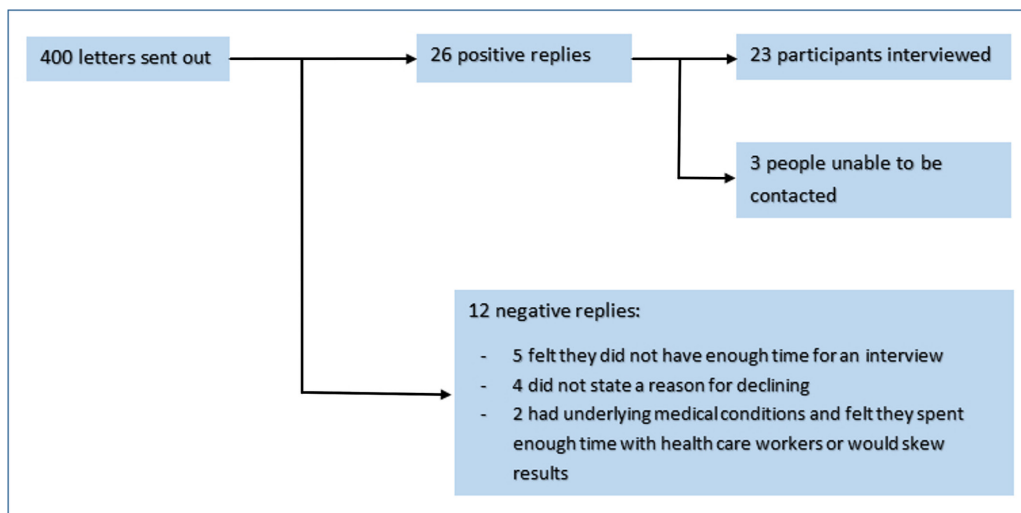 400 letters sent out
26 positive replies
23 participants interviewed
3 people unable to be
contacted
12 negative replies:
- 5 felt they did not have enough time for an interview
- 4 did not state a reason for declining
- 2 had underlying medical conditions and felt they spent
enough time with health care workers or would skew
results